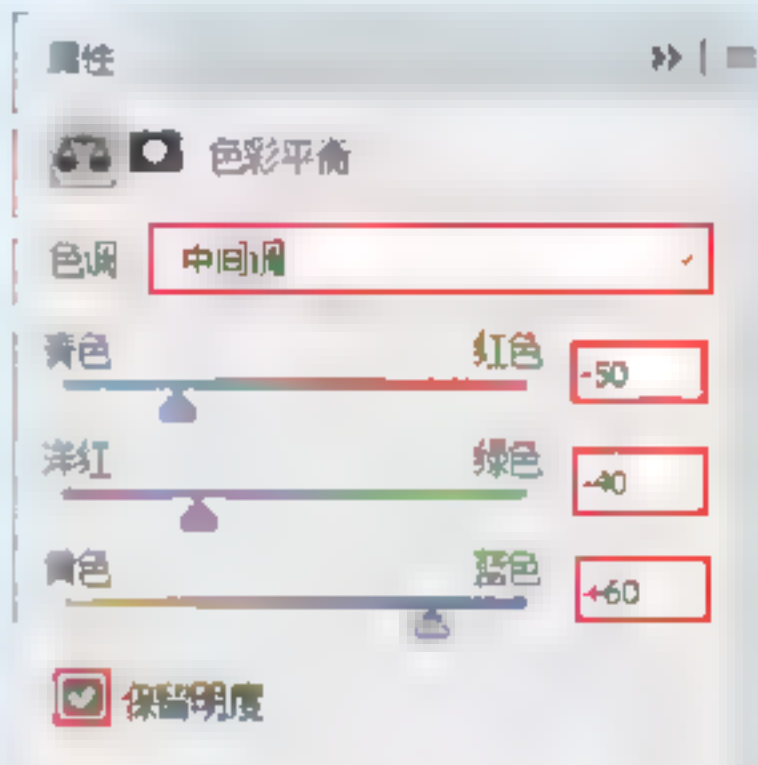 属性
色彩平衡
色调 中间调
青色 红色 -50
洋红 绿色 -40
黄色 蓝色 +60
保留明度